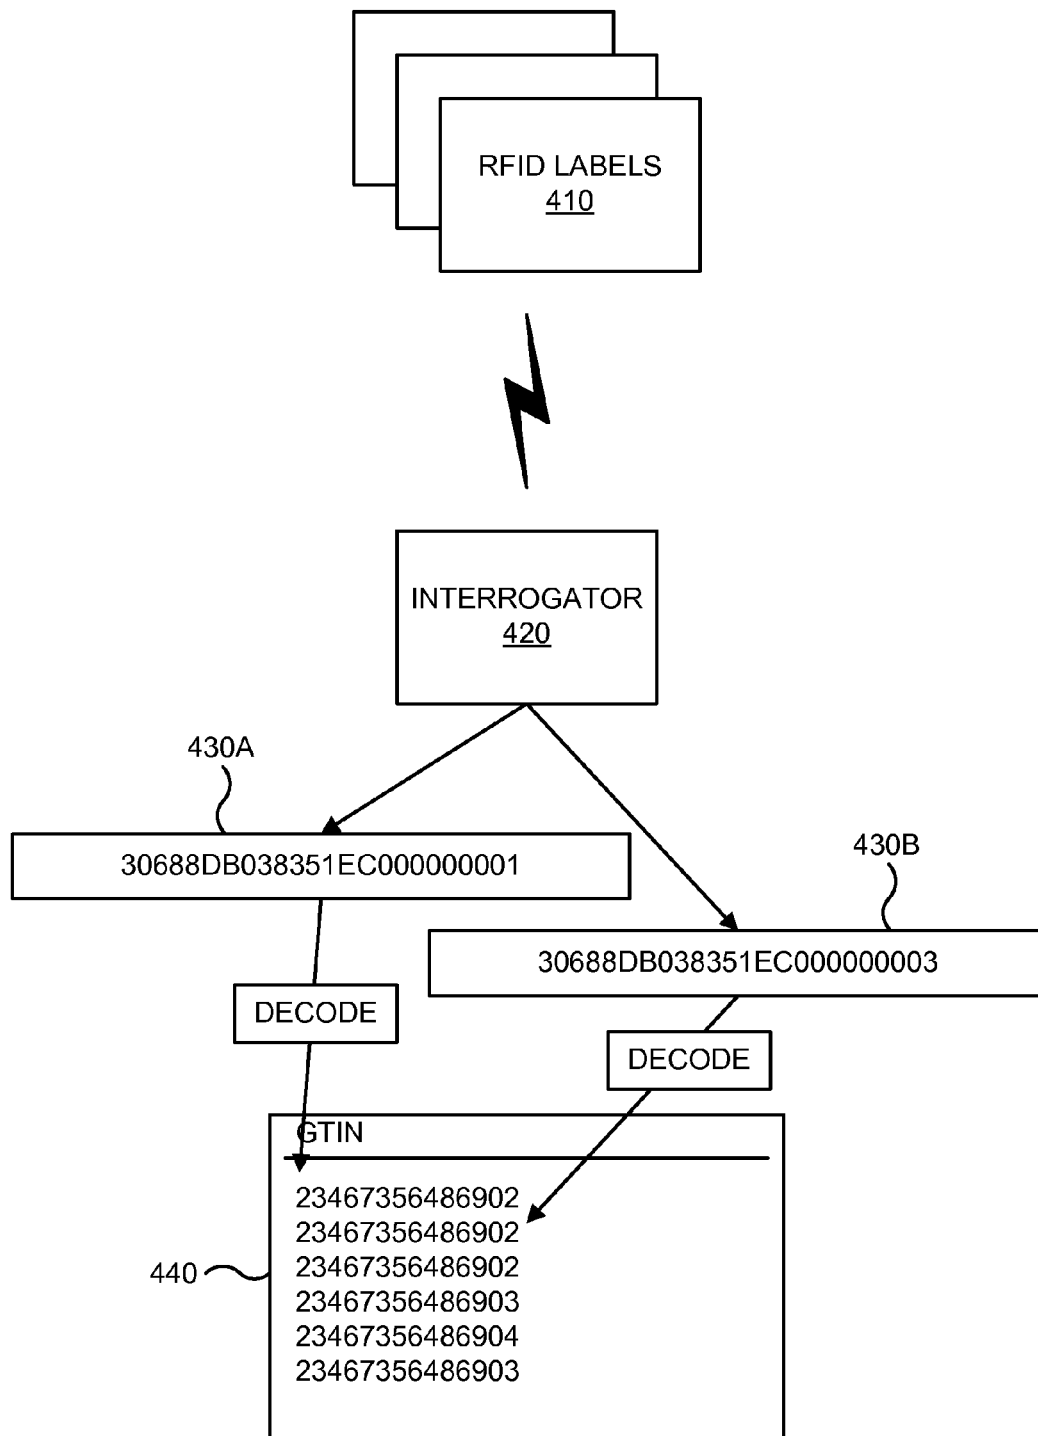 RFID LABELS
410
INTERROGATOR
420
430A
30688DB038351EC000000001
430B
30688DB038351EC000000003
DECODE
DECODE
GTIN
23467356486902
23467356486902
440
23467356486902
23467356486903
23467356486904
23467356486903